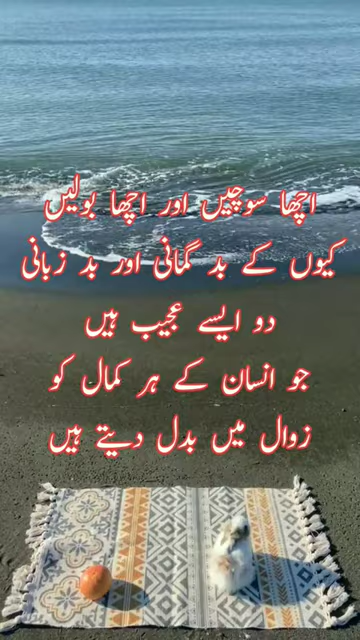 اچھا سوچیں اور اچھا بولیں
کیوں کے بد گمانی اور بد زبانی
دو ایسے عجیب ہیں
جو انسان کے ہر کمال کو
زوال میں بدل دیتے ہیں